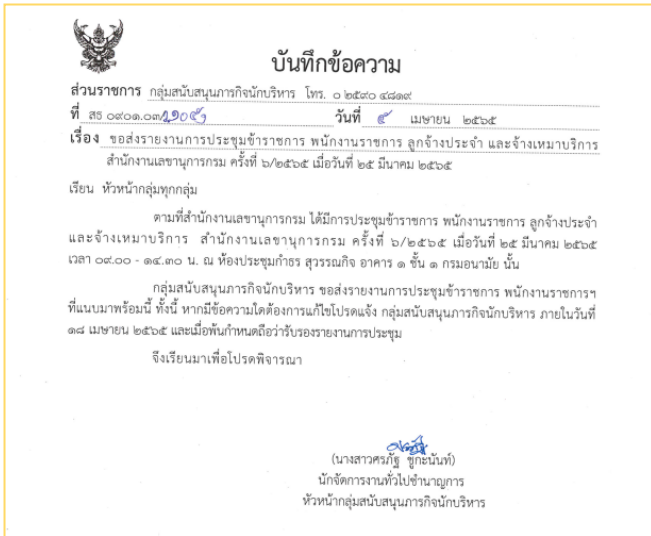 บันทึกข้อความ
ส่วนราชการ กลุ่มสนับสนุนภารกิจนักบริหาร โทร. ๐ ๒๕๙๐ ๔๘๑๙
ที่ สธ ๐๙๐๑.๐๓/ วันที่ ๕ เมษายน ๒๕๖๕
เรื่อง ขอส่งรายงานการประชุมข้าราชการ พนักงานราชการ ลูกจ้างประจำ และจ้างเหมาบริการ
สำนักงานเลขานุการกรม ครั้งที่ ๖/๒๕๖๕ เมื่อวันที่ ๒๕ มีนาคม ๒๕๖๕
เรียน หัวหน้ากลุ่มทุกกลุ่ม
ตามที่สำนักงานเลขานุการกรม ได้มีการประชุมข้าราชการ พนักงานราชการ ลูกจ้างประจำ
และจ้างเหมาบริการ สำนักงานเลขานุการกรม ครั้งที่ ๖/๒๕๖๕ เมื่อวันที่ ๒๕ มีนาคม ๒๕๖๕
เวลา ๐๙.๐๐ - ๑๔.๓๐ น. ณ ห้องประชุมกำธร สุวรรณกิจ อาคาร ๑ ชั้น ๑ กรมอนามัย นั้น
กลุ่มสนับสนุนภารกิจนักบริหาร ขอส่งรายงานการประชุมข้าราชการ พนักงานราชการฯ
ที่แนบมาพร้อมนี้ ทั้งนี้ หากมีข้อความใดต้องการแก้ไขโปรดแจ้ง กลุ่มสนับสนุนภารกิจนักบริหาร ภายในวันที่
๑๘ เมษายน ๒๕๖๕ และเมื่อพ้นกำหนดถือว่ารับรองรายงานการประชุม
จึงเรียนมาเพื่อโปรดพิจารณา
(นางสาวศรภัฐ ชูกะนันท์)
นักจัดการงานทั่วไปชำนาญการ
หัวหน้ากลุ่มสนับสนุนภารกิจนักบริหาร